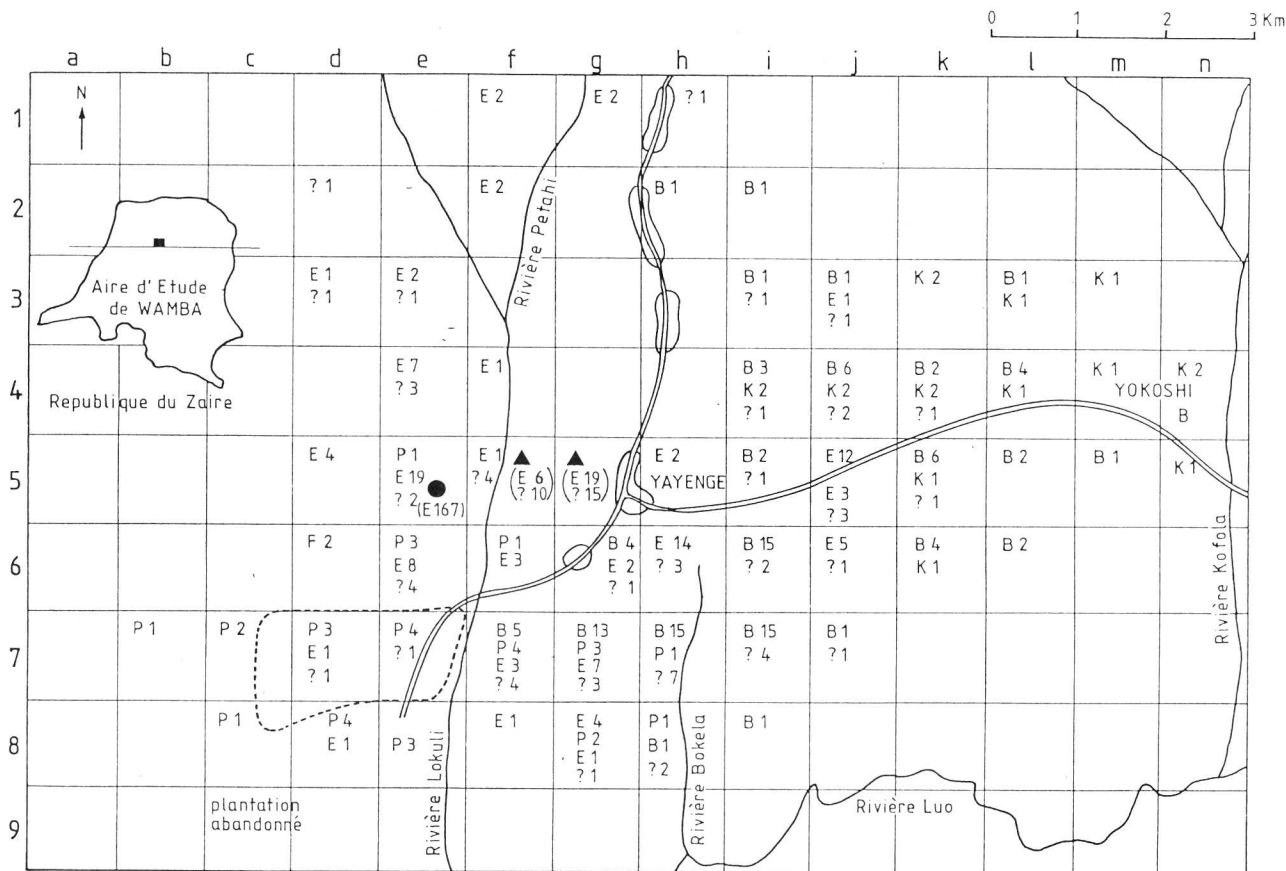 0 1 2 3 Km
a b c d e f g h i j k l m n
N
1 E 2 E 2 ? 1
2 ? 1 E 2 B 1 B 1
Rivière Petahi
3 E 1 E 2 B 1 B 1 K 2 B 1 K 1
? 1 ? 1 ? 1 E 1 K 1
? 1
Aire d'Etude
de WAMBA
4 E 7 E 1 B 3 B 6 B 2 B 4 K 1 K 2
? 3 K 2 K 2 K 2 K 1 YOKOSHI
? 1 ? 2 ? 1 B
Republique du Zaire
5 E 4 P 1 E 1 (E 6 (E 19 E 2 B 2 E 12 B 6 B 2 B 1 K 1
E 19 ? 4 ? 10) ? 15) YAYENGE ? 1 E 3 K 1
? 2 ? 3 ? 1
(E167)
6 F 2 P 3 P 1 B 4 E 14 B 15 E 5 B 4 B 2
E 8 E 3 E 2 ? 3 ? 2 ? 1 K 1
? 4 ? 1
Rivière Kofola
7 P 1 P 2 P 3 P 4 B 5 B 13 B 15 B 15 B 1
E 1 ? 1 P 4 P 3 P 1 ? 4 ? 1
? 1 E 3 E 7 ? 7
? 4 ? 3
8 P 1 P 4 P 3 E 1 E 4 P 1 B 1
E 1 P 2 B 1
E 1 ? 2
? 1
Rivière Lokuli
Rivière Bokela
9 plantation
abandonné
Rivière Luo